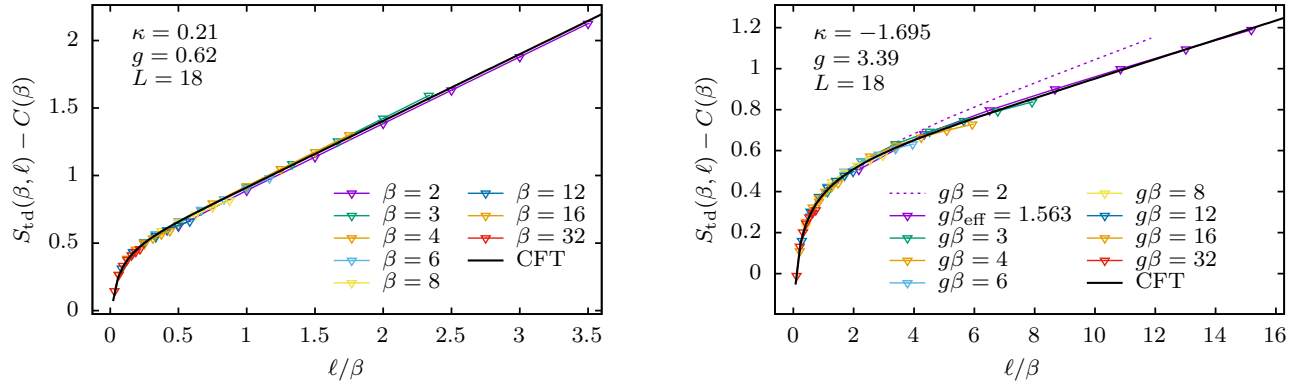 S_td(β, ℓ) − C(β)
κ = 0.21
g = 0.62
L = 18
2
1.5
1
0.5
0
β = 2
β = 3
β = 4
β = 6
β = 8
β = 12
β = 16
β = 32
CFT
0 0.5 1 1.5 2 2.5 3 3.5
ℓ/β
S_td(β, ℓ) − C(β)
κ = −1.695
g = 3.39
L = 18
1.2
1
0.8
0.6
0.4
0.2
0
gβ = 2
gβ_eff = 1.563
gβ = 3
gβ = 4
gβ = 6
gβ = 8
gβ = 12
gβ = 16
gβ = 32
CFT
0 2 4 6 8 10 12 14 16
ℓ/β